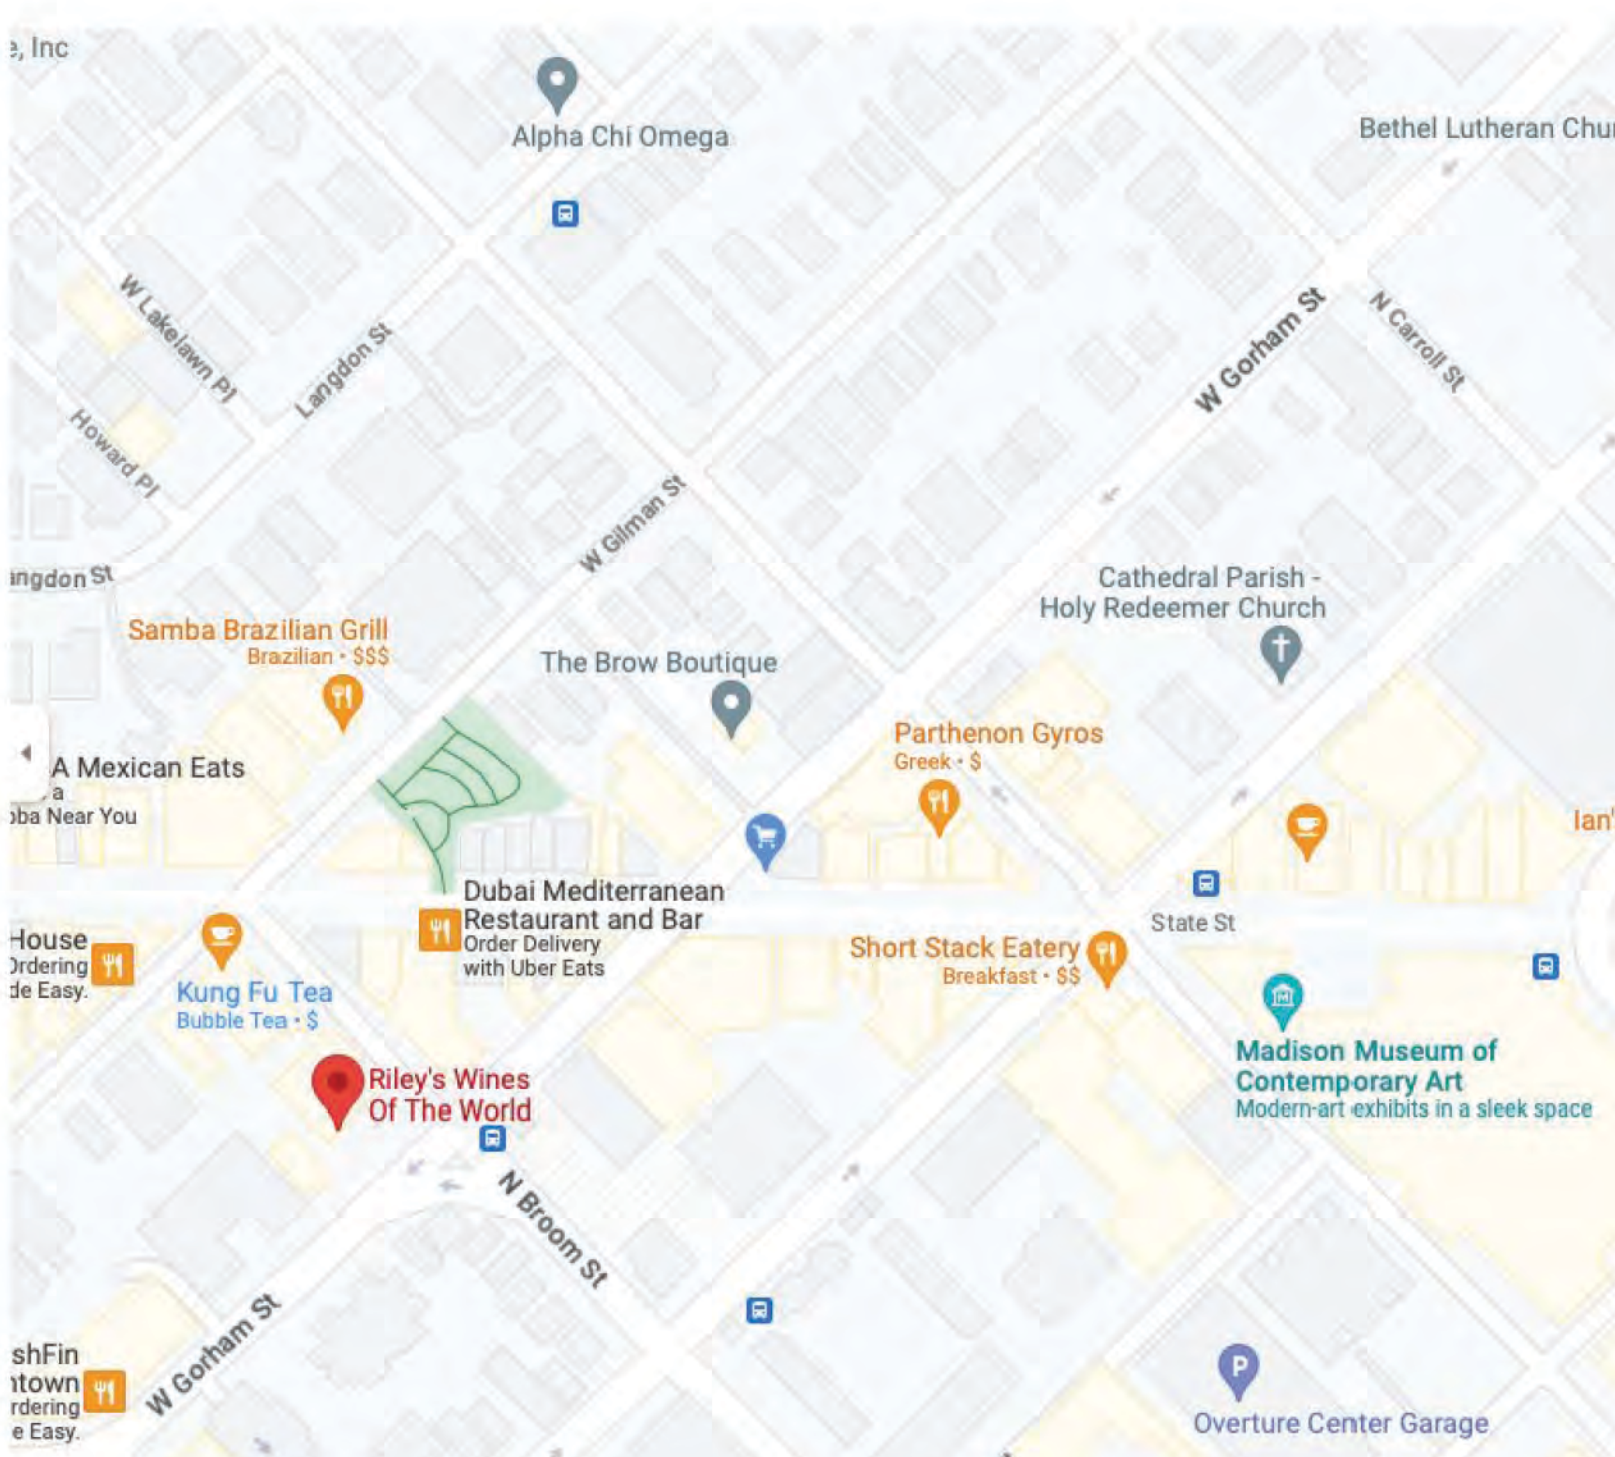 e, Inc
Alpha Chi Omega
Bethel Lutheran Chur
W Lakelawn Pl
Langdon St
W Gorham St
N Carroll St
Howard Pl
W Gilman St
angdon St
Cathedral Parish -
Holy Redeemer Church
Samba Brazilian Grill
Brazilian • $$$
The Brow Boutique
Parthenon Gyros
Greek • $
A Mexican Eats
a
oba Near You
Ian'
Dubai Mediterranean
Restaurant and Bar
Order Delivery
with Uber Eats
State St
House
Ordering
de Easy.
Short Stack Eatery
Breakfast • $$
Kung Fu Tea
Bubble Tea • $
Madison Museum of
Contemporary Art
Modern-art exhibits in a sleek space
Riley's Wines
Of The World
N Broom St
W Gorham St
shFin
ntown
rdering
e Easy.
P
Overture Center Garage